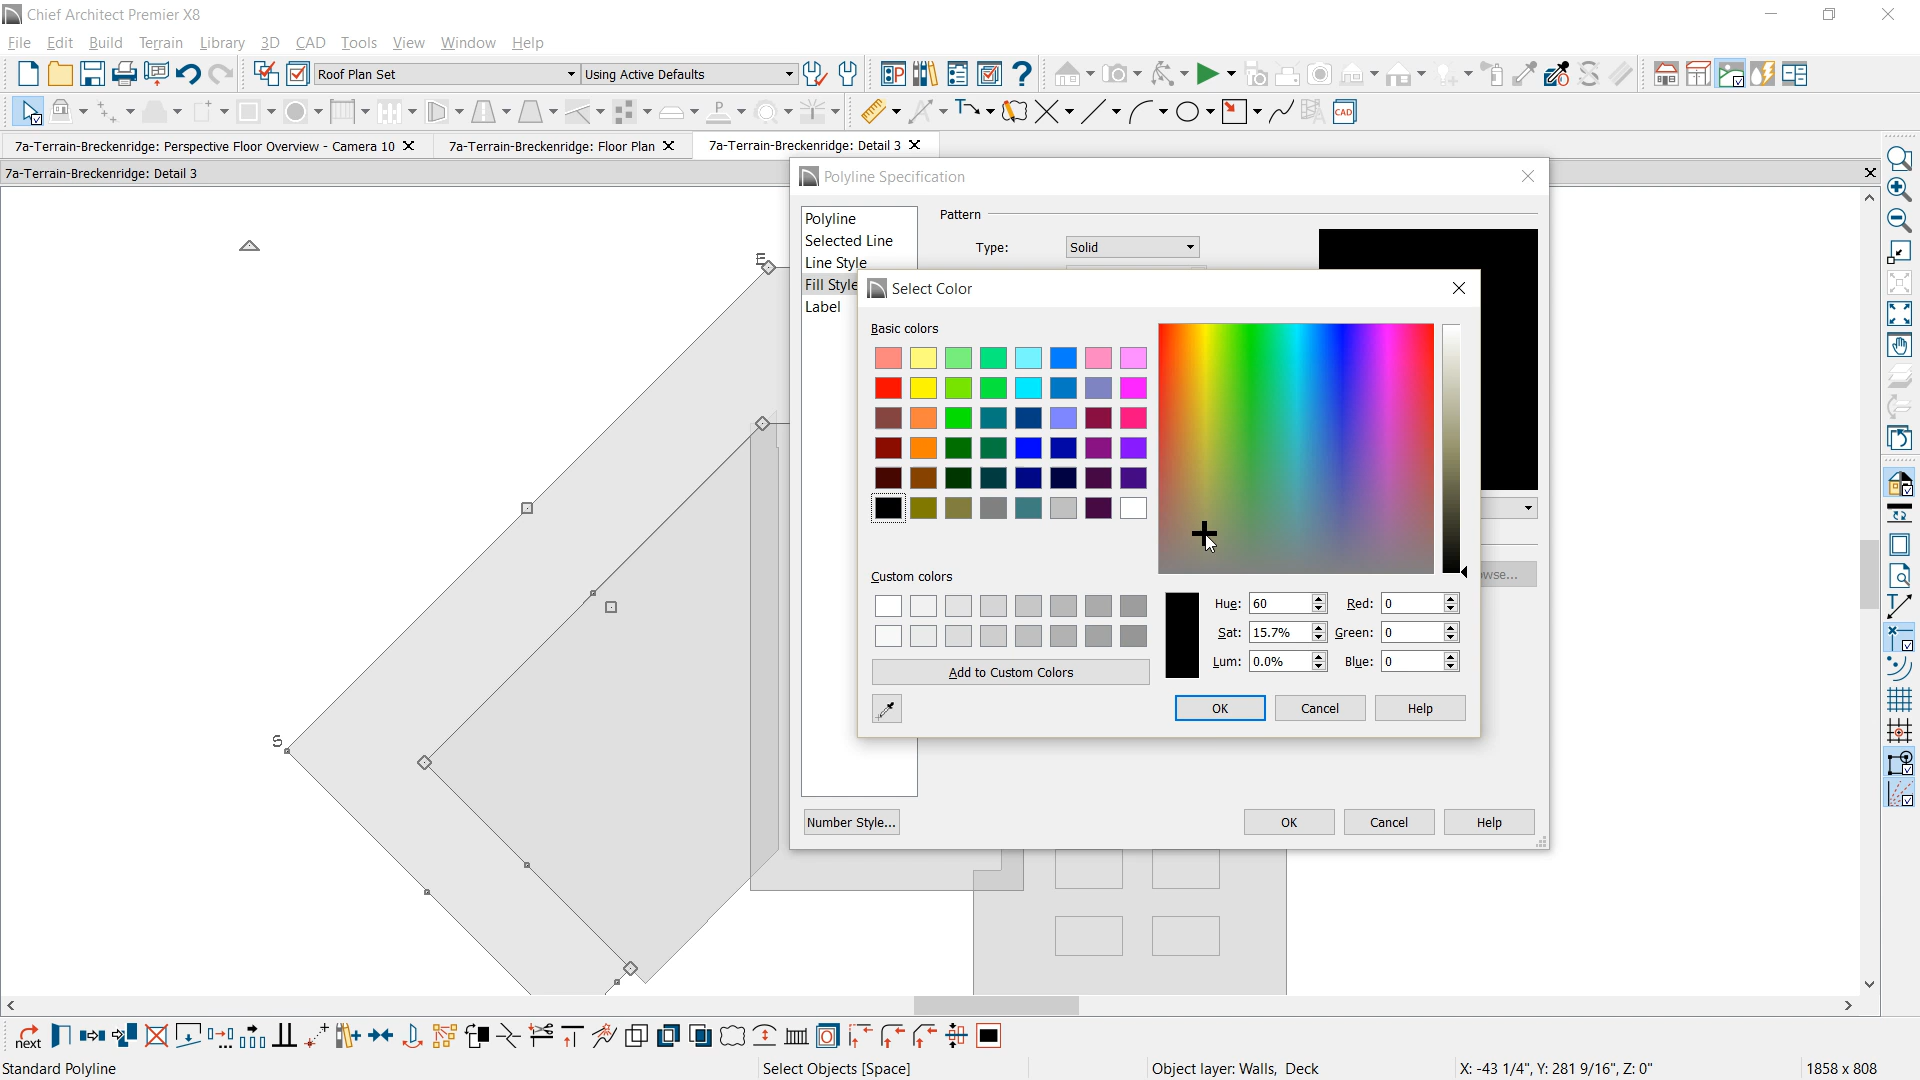 Chief Architect Premier X8
File Edit Build Terrain Library 3D CAD Tools View Window Help
Roof Plan Set Using Active Defaults
7a-Terrain-Breckenridge: Perspective Floor Overview - Camera 10 7a-Terrain-Breckenridge: Floor Plan 7a-Terrain-Breckenridge: Detail 3
7a-Terrain-Breckenridge: Detail 3
Polyline Specification
Polyline
Selected Line
Line Style
Fill Style
Label
Pattern
Type: Solid
Select Color
Basic colors
Custom colors
Add to Custom Colors
Hue: 60 Red: 0
Sat: 15.7% Green: 0
Lum: 0.0% Blue: 0
OK Cancel Help
Number Style... OK Cancel Help
E
S
next
CAD
Standard Polyline Select Objects [Space] Object layer: Walls, Deck X: -43 1/4", Y: 281 9/16", Z: 0" 1858 x 808